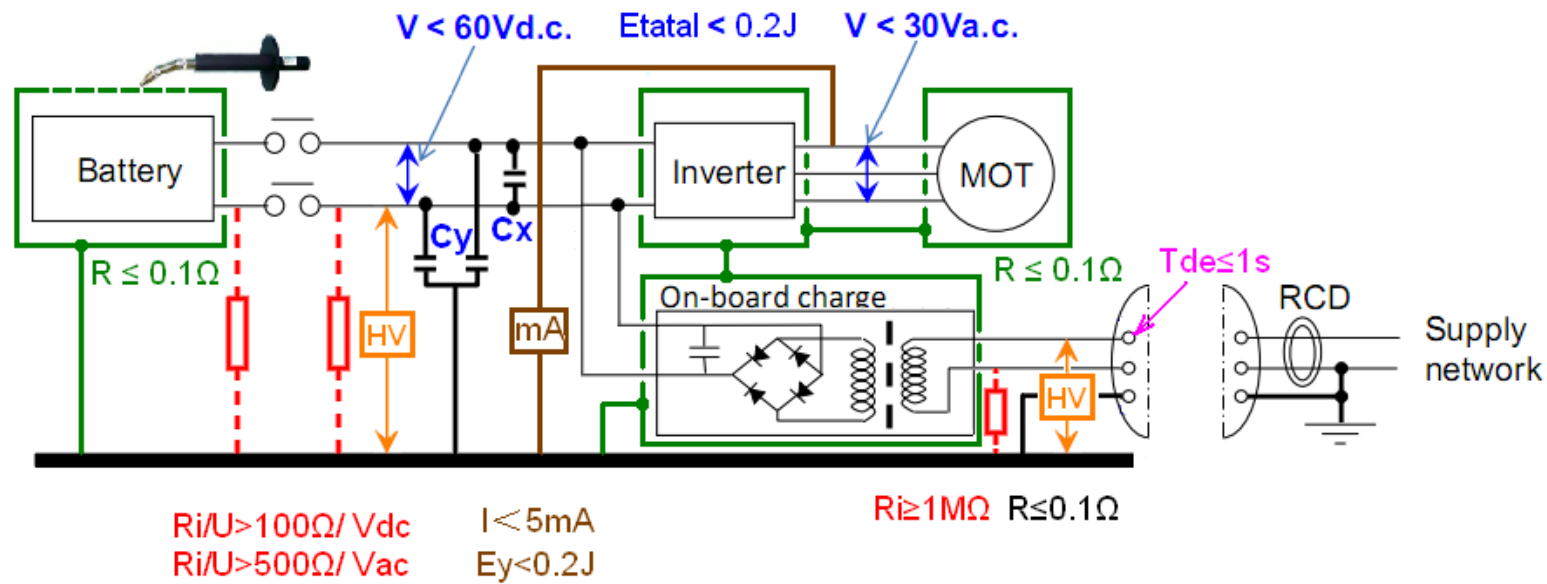 V < 60Vd.c.
Etatal < 0.2J
V < 30Va.c.
Battery
Inverter
MOT
Cy
Cx
R ≤ 0.1Ω
R ≤ 0.1Ω
Tde≤1s
On-board charge
RCD
HV
mA
Supply
network
HV
Ri/U>100Ω/ Vdc
I＜5mA
Ri≥1MΩ
R≤0.1Ω
Ri/U>500Ω/ Vac
Ey<0.2J